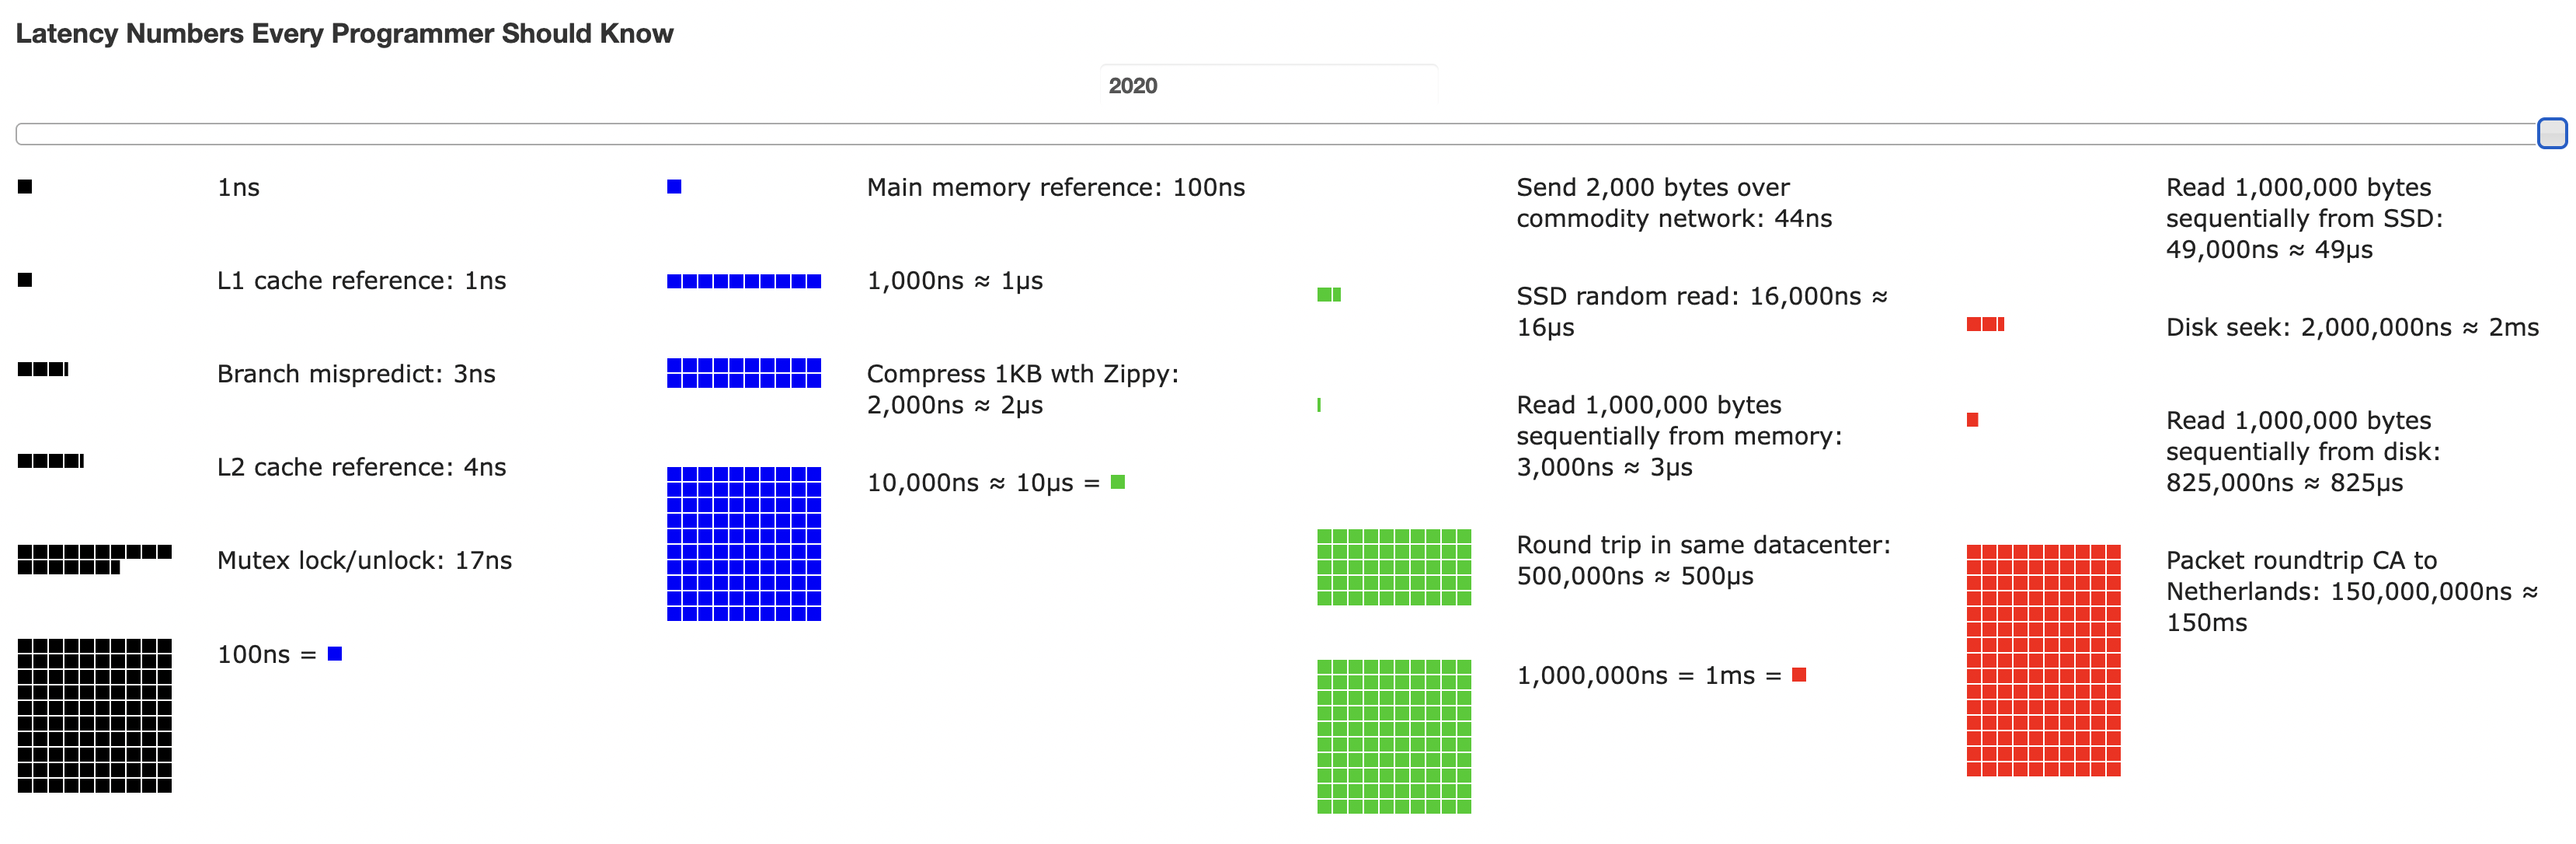 Latency Numbers Every Programmer Should Know
2020
1ns
L1 cache reference: 1ns
Branch mispredict: 3ns
L2 cache reference: 4ns
Mutex lock/unlock: 17ns
100ns =
Main memory reference: 100ns
1,000ns ≈ 1μs
Compress 1KB wth Zippy:
2,000ns ≈ 2μs
10,000ns ≈ 10μs =
Send 2,000 bytes over
commodity network: 44ns
SSD random read: 16,000ns ≈
16μs
Read 1,000,000 bytes
sequentially from memory:
3,000ns ≈ 3μs
Round trip in same datacenter:
500,000ns ≈ 500μs
1,000,000ns = 1ms =
Read 1,000,000 bytes
sequentially from SSD:
49,000ns ≈ 49μs
Disk seek: 2,000,000ns ≈ 2ms
Read 1,000,000 bytes
sequentially from disk:
825,000ns ≈ 825μs
Packet roundtrip CA to
Netherlands: 150,000,000ns ≈
150ms